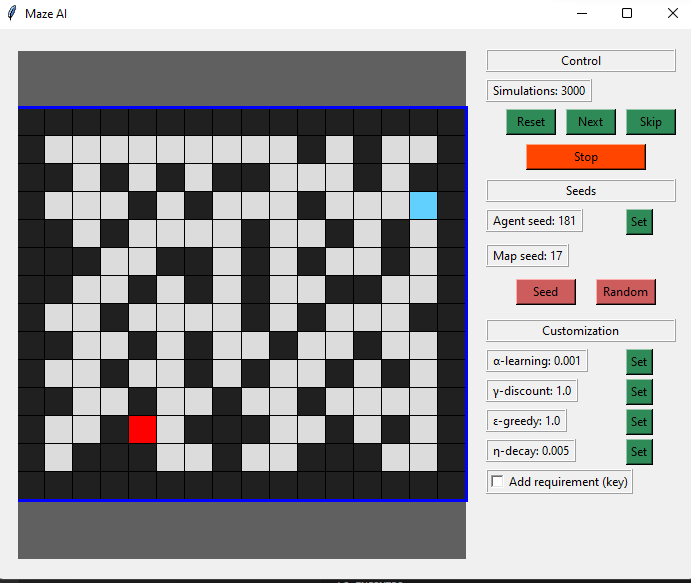 Maze AI
Control
Simulations: 3000
Reset Next Skip
Stop
Seeds
Agent seed: 181 Set
Map seed: 17
Seed Random
Customization
α-learning: 0.001 Set
γ-discount: 1.0 Set
ε-greedy: 1.0 Set
η-decay: 0.005 Set
Add requirement (key)